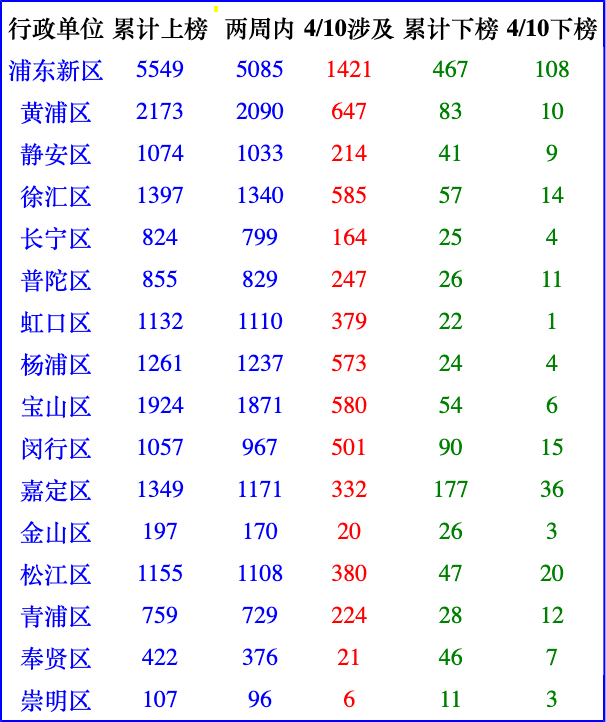 行政单位 累计上榜 两周内 4/10涉及 累计下榜 4/10下榜
浦东新区 5549 5085 1421 467 108
黄浦区 2173 2090 647 83 10
静安区 1074 1033 214 41 9
徐汇区 1397 1340 585 57 14
长宁区 824 799 164 25 4
普陀区 855 829 247 26 11
虹口区 1132 1110 379 22 1
杨浦区 1261 1237 573 24 4
宝山区 1924 1871 580 54 6
闵行区 1057 967 501 90 15
嘉定区 1349 1171 332 177 36
金山区 197 170 20 26 3
松江区 1155 1108 380 47 20
青浦区 759 729 224 28 12
奉贤区 422 376 21 46 7
崇明区 107 96 6 11 3